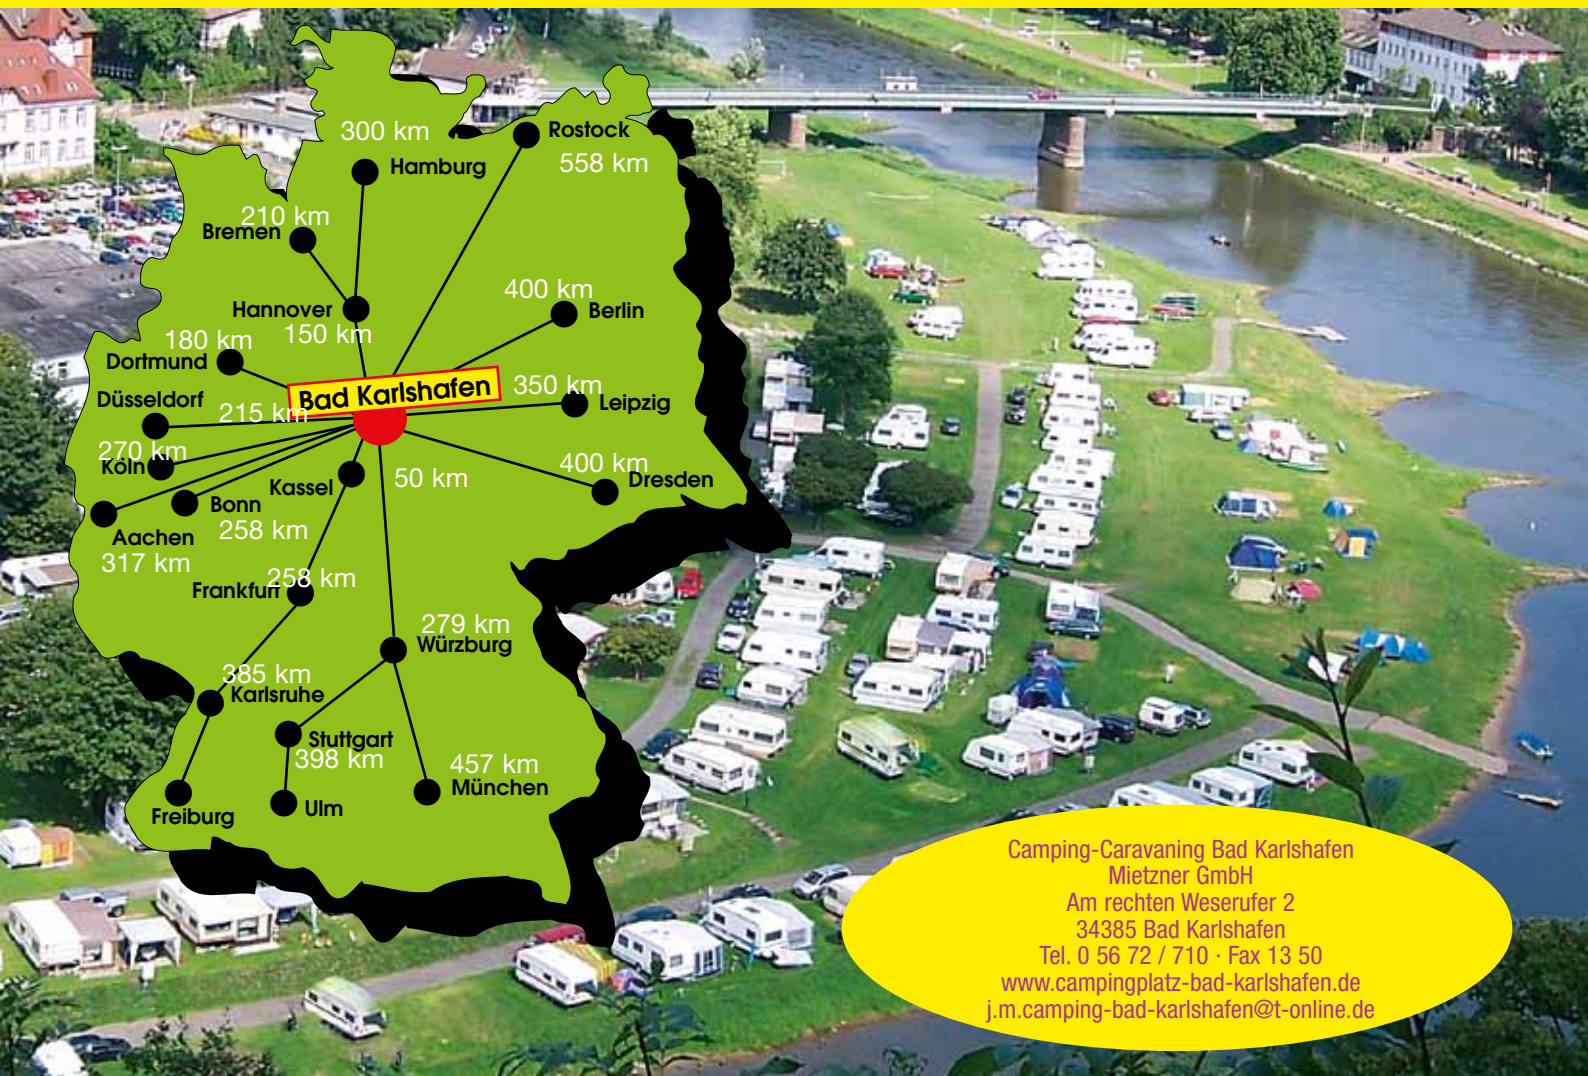 300 km
Rostock
558 km
Hamburg
210 km
Bremen
400 km
Berlin
Hannover
150 km
180 km
Dortmund
Bad Karlshafen
350 km
Leipzig
Düsseldorf
215 km
270 km
Köln
50 km
400 km
Dresden
Kassel
Bonn
258 km
Aachen
317 km
258 km
Frankfurt
279 km
Würzburg
385 km
Karlsruhe
Stuttgart
398 km
457 km
München
Freiburg
Ulm
Camping-Caravaning Bad Karlshafen
Mietzner GmbH
Am rechten Weserufer 2
34385 Bad Karlshafen
Tel. 0 56 72 / 710 · Fax 13 50
www.campingplatz-bad-karlshafen.de
j.m.camping-bad-karlshafen@t-online.de